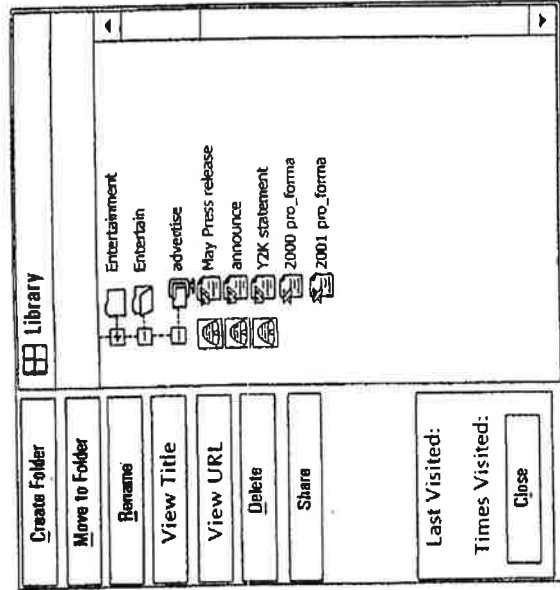 Library
Create Folder
Move to Folder
Rename
View Title
View URL
Delete
Share
Last Visited:
Times Visited:
Close
Entertainment
Entertain
advertise
May Press release
announce
Y2K statement
2000 pro_forma
2001 pro_forma